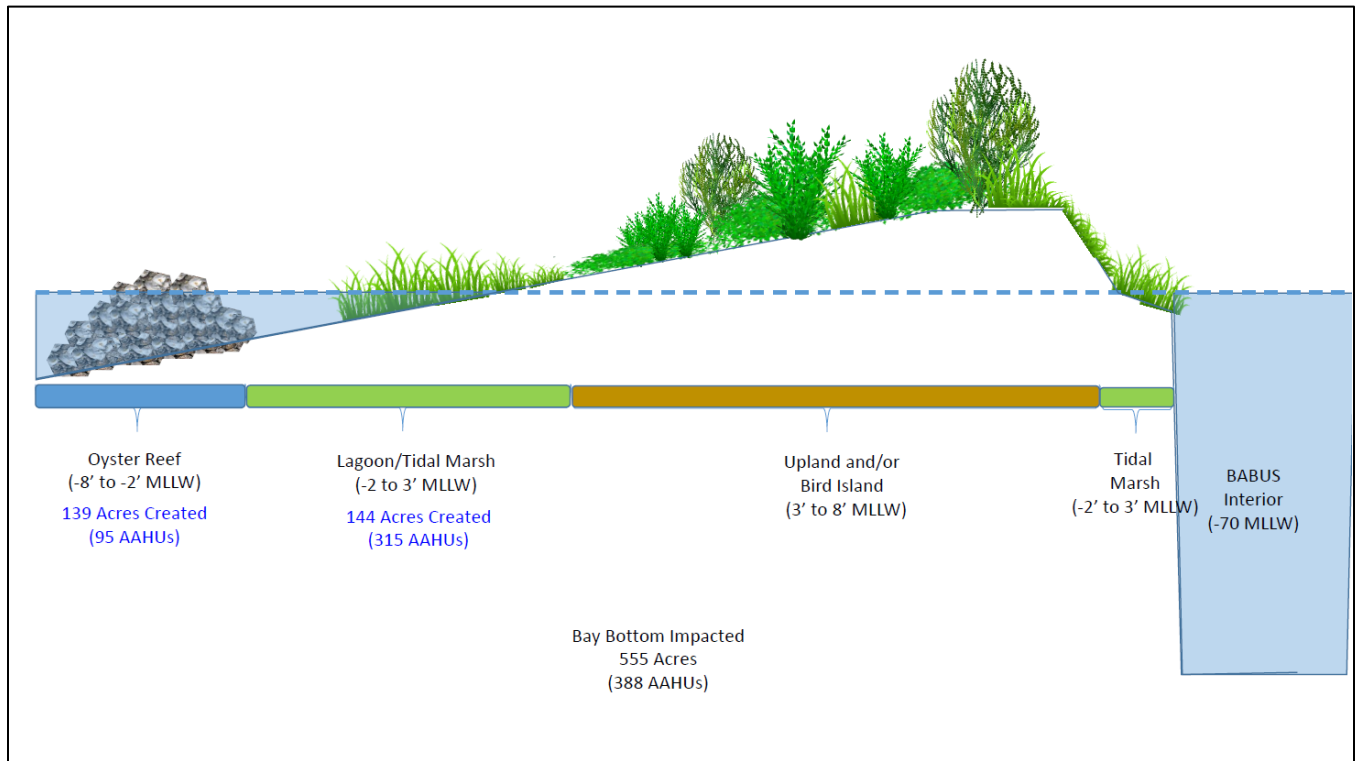 Oyster Reef
(-8’ to -2’ MLLW)
139 Acres Created
(95 AAHUs)
Lagoon/Tidal Marsh
(-2 to 3’ MLLW)
144 Acres Created
(315 AAHUs)
Upland and/or
Bird Island
(3’ to 8’ MLLW)
Tidal
Marsh
(-2’ to 3’ MLLW)
BABUS
Interior
(-70 MLLW)
Bay Bottom Impacted
555 Acres
(388 AAHUs)